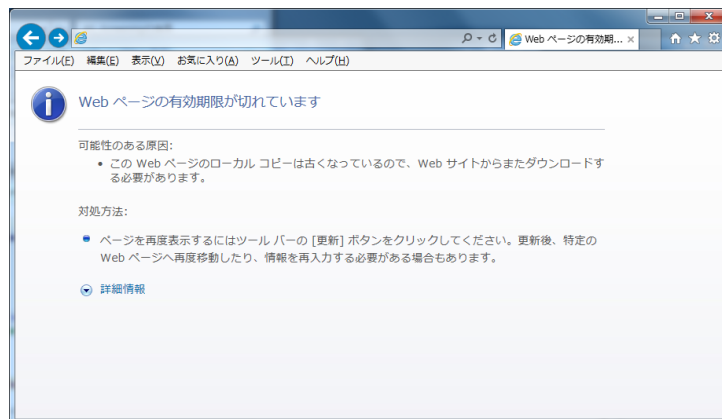 Web ページの有効期...
ファイル(F) 編集(E) 表示(V) お気に入り(A) ツール(T) ヘルプ(H)
Web ページの有効期限が切れています
可能性のある原因:
• この Web ページのローカル コピーは古くなっているので、Web サイトからまたダウンロードす
る必要があります。
対処方法:
ページを再度表示するにはツール バーの [更新] ボタンをクリックしてください。更新後、特定の
Web ページへ再度移動したり、情報を再入力する必要がある場合もあります。
詳細情報